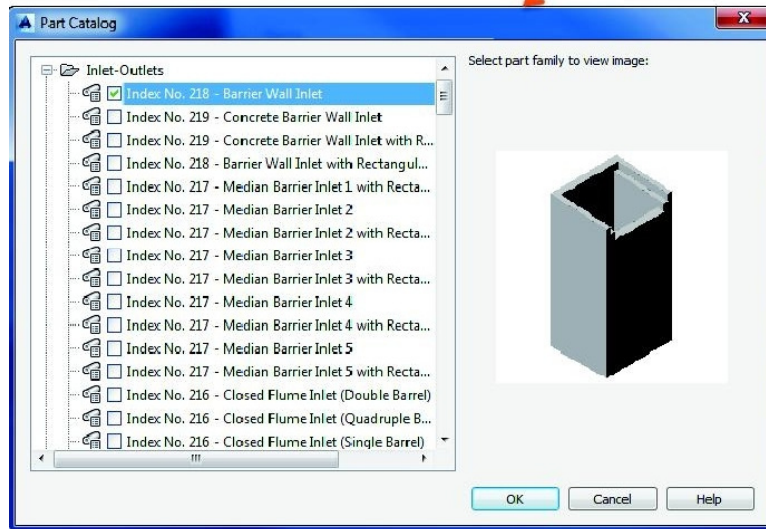 Part Catalog
Select part family to view image:
Inlet-Outlets
Index No. 218 - Barrier Wall Inlet
Index No. 219 - Concrete Barrier Wall Inlet
Index No. 219 - Concrete Barrier Wall Inlet with R...
Index No. 218 - Barrier Wall Inlet with Rectangul...
Index No. 217 - Median Barrier Inlet 1 with Recta...
Index No. 217 - Median Barrier Inlet 2
Index No. 217 - Median Barrier Inlet 2 with Recta...
Index No. 217 - Median Barrier Inlet 3
Index No. 217 - Median Barrier Inlet 3 with Recta...
Index No. 217 - Median Barrier Inlet 4
Index No. 217 - Median Barrier Inlet 4 with Recta...
Index No. 217 - Median Barrier Inlet 5
Index No. 217 - Median Barrier Inlet 5 with Recta...
Index No. 216 - Closed Flume Inlet (Double Barrel)
Index No. 216 - Closed Flume Inlet (Quadruple B...
Index No. 216 - Closed Flume Inlet (Single Barrel)
OK Cancel Help